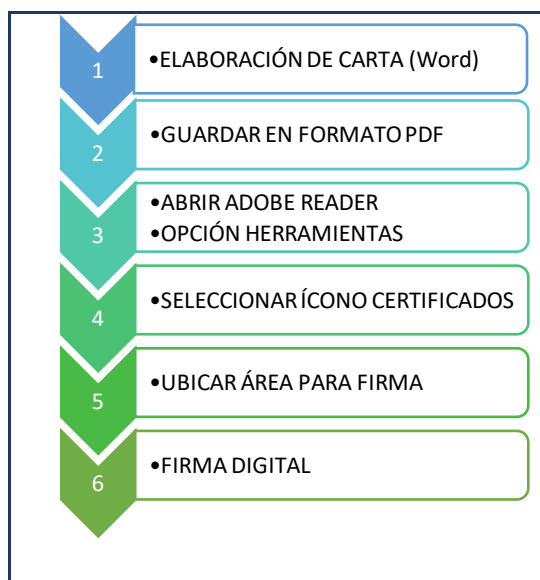 1
•ELABORACIÓN DE CARTA (Word)
2
•GUARDAR EN FORMATO PDF
3
•ABRIR ADOBE READER
•OPCIÓN HERRAMIENTAS
4
•SELECCIONAR ÍCONO CERTIFICADOS
5
•UBICAR ÁREA PARA FIRMA
6
•FIRMA DIGITAL